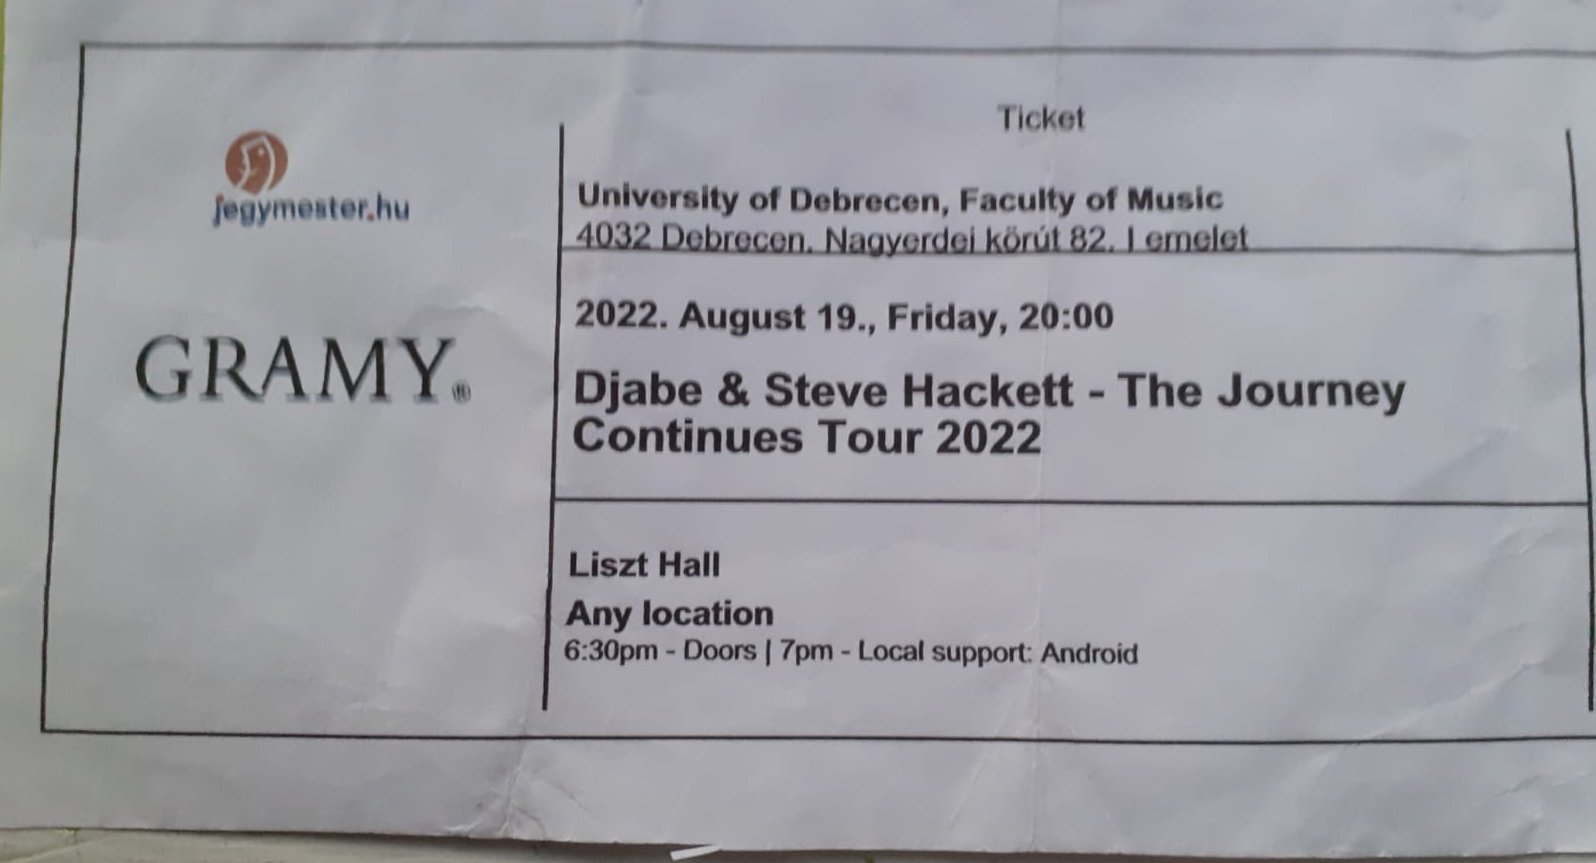 Ticket
jegymester.hu
GRAMY®
University of Debrecen, Faculty of Music
4032 Debrecen, Nagyerdei körút 82. I emelet
2022. August 19., Friday, 20:00
Djabe & Steve Hackett - The Journey
Continues Tour 2022
Liszt Hall
Any location
6:30pm - Doors | 7pm - Local support: Android